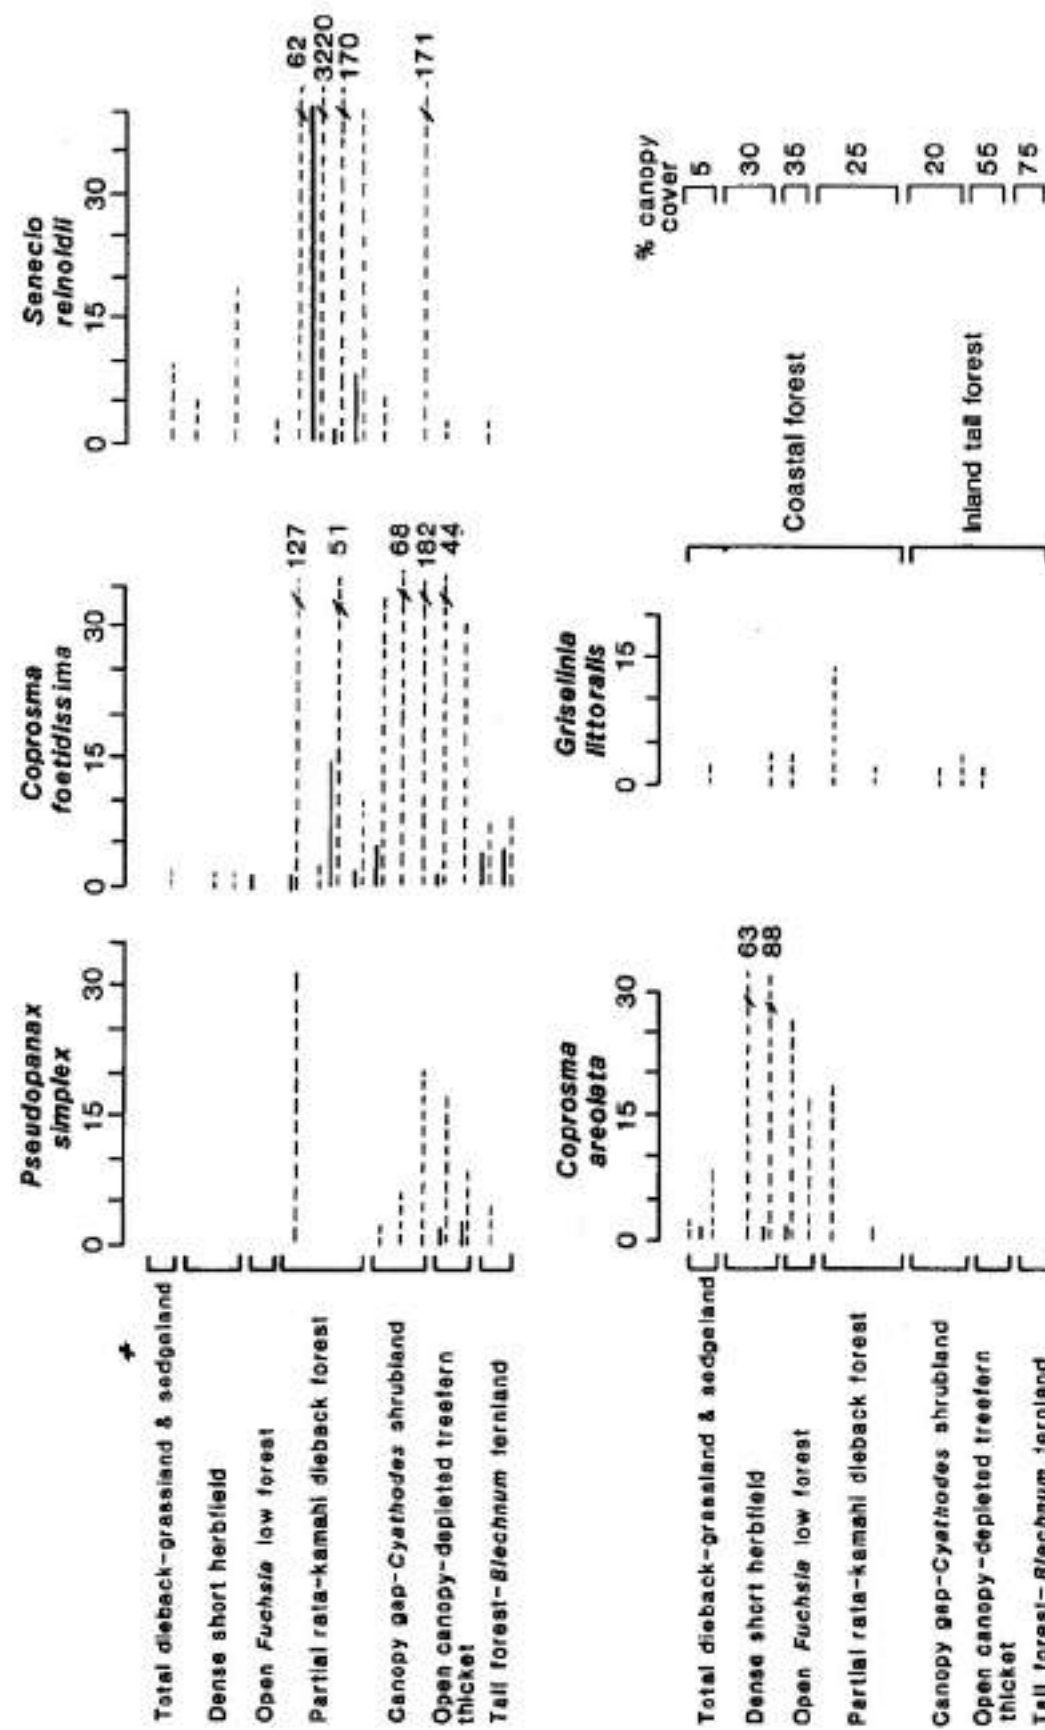 Pseudopanax
simplex
Coprosma
foetidissima
Senecio
reinoldii
0 15 30
0 15 30
0 15 30
Total dieback-grassland & sedgeland
Dense short herbfield
Open Fuchsia low forest
Partial rata-kamahi dieback forest
Canopy gap-Cyathodes shrubland
Open canopy-depleted treefern
thicket
Tall forest-Blechnum fernland
127
51
68
182
44
62
3220
170
171
Coprosma
areolata
Griselinia
littoralis
% canopy
cover
0 15 30
0 15
Total dieback-grassland & sedgeland
Dense short herbfield
Open Fuchsia low forest
Partial rata-kamahi dieback forest
Canopy gap-Cyathodes shrubland
Open canopy-depleted treefern
thicket
Tall forest-Blechnum fernland
63
88
Coastal forest
Inland tall forest
5
30
35
25
20
55
75